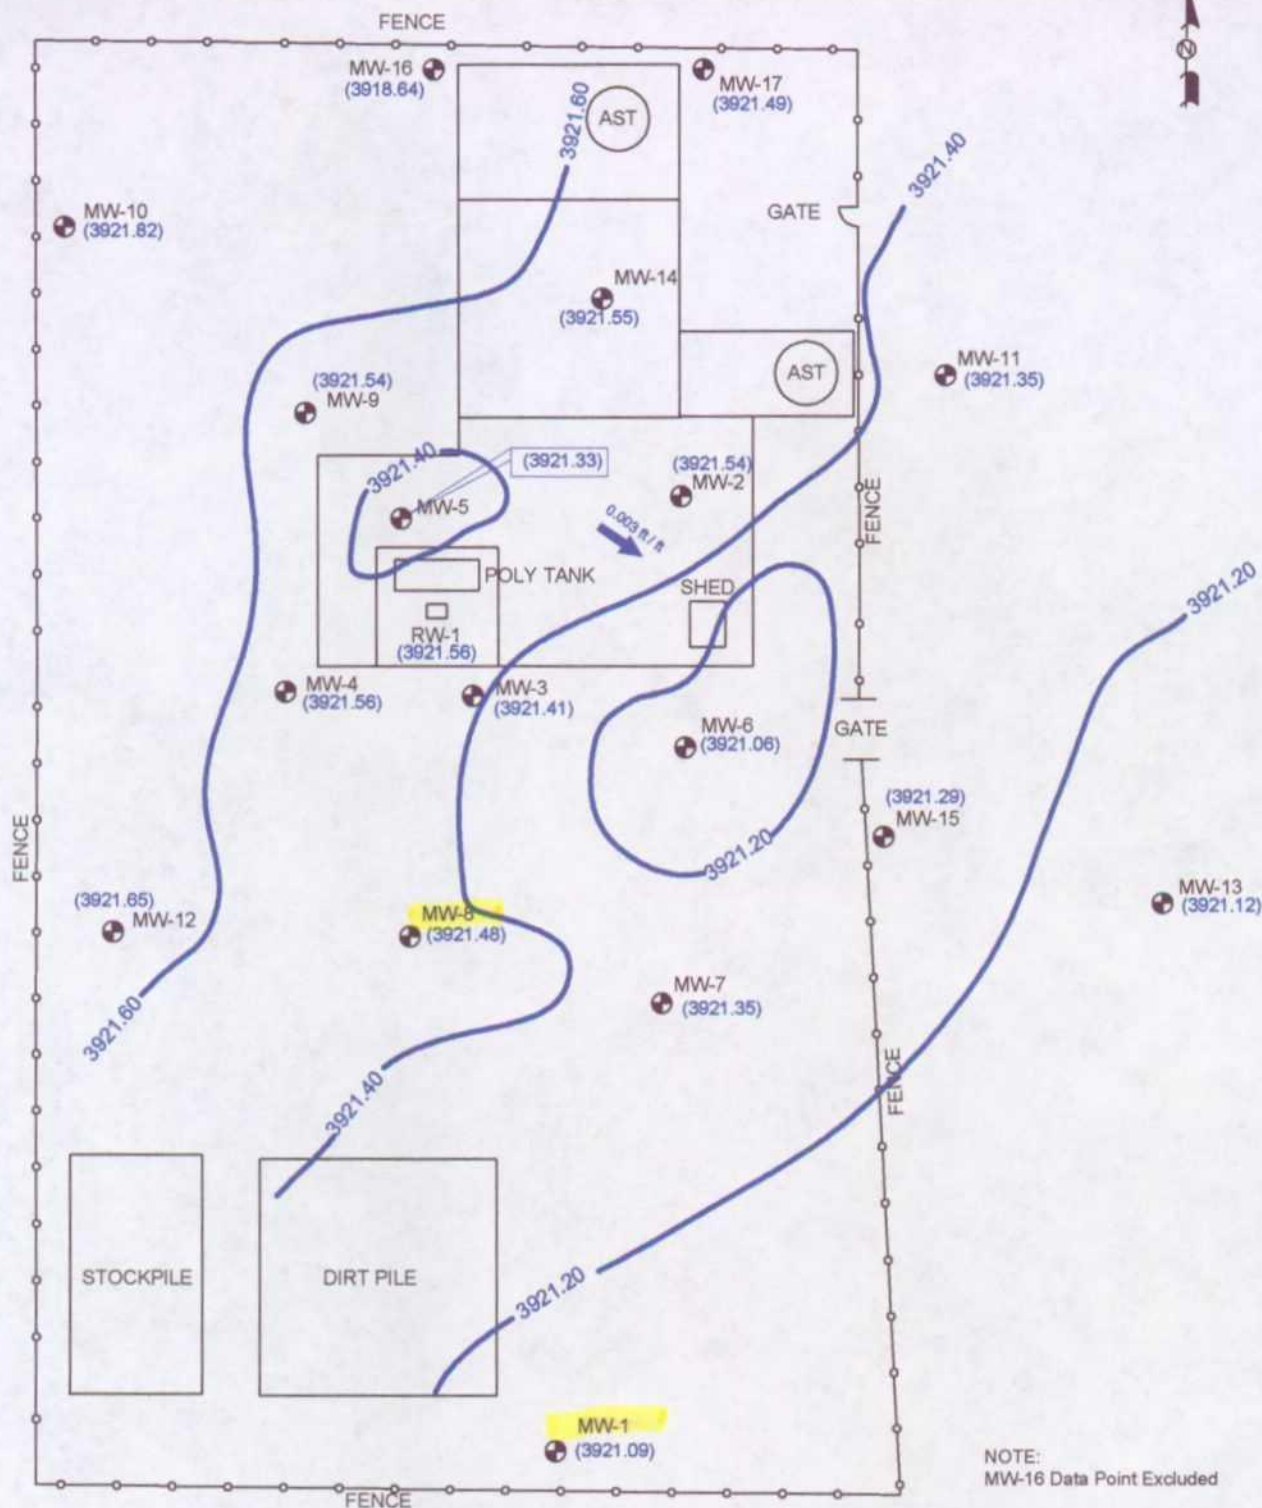 FENCE
MW-16
(3918.64)
MW-17
(3921.49)
AST
3921.60
3921.40
MW-10
(3921.82)
GATE
MW-14
(3921.55)
AST
MW-11
(3921.35)
(3921.54)
MW-9
3921.40
(3921.33)
(3921.54)
MW-2
MW-5
0.003 ft / ft
FENCE
POLY TANK
SHED
3921.20
RW-1
(3921.56)
MW-4
(3921.56)
MW-3
(3921.41)
MW-6
(3921.06)
GATE
(3921.29)
MW-15
FENCE
3921.20
MW-13
(3921.12)
(3921.65)
MW-12
MW-8
(3921.48)
MW-7
(3921.35)
3921.60
3921.40
FENCE
STOCKPILE
DIRT PILE
3921.20
MW-1
(3921.09)
NOTE:
MW-16 Data Point Excluded
FENCE